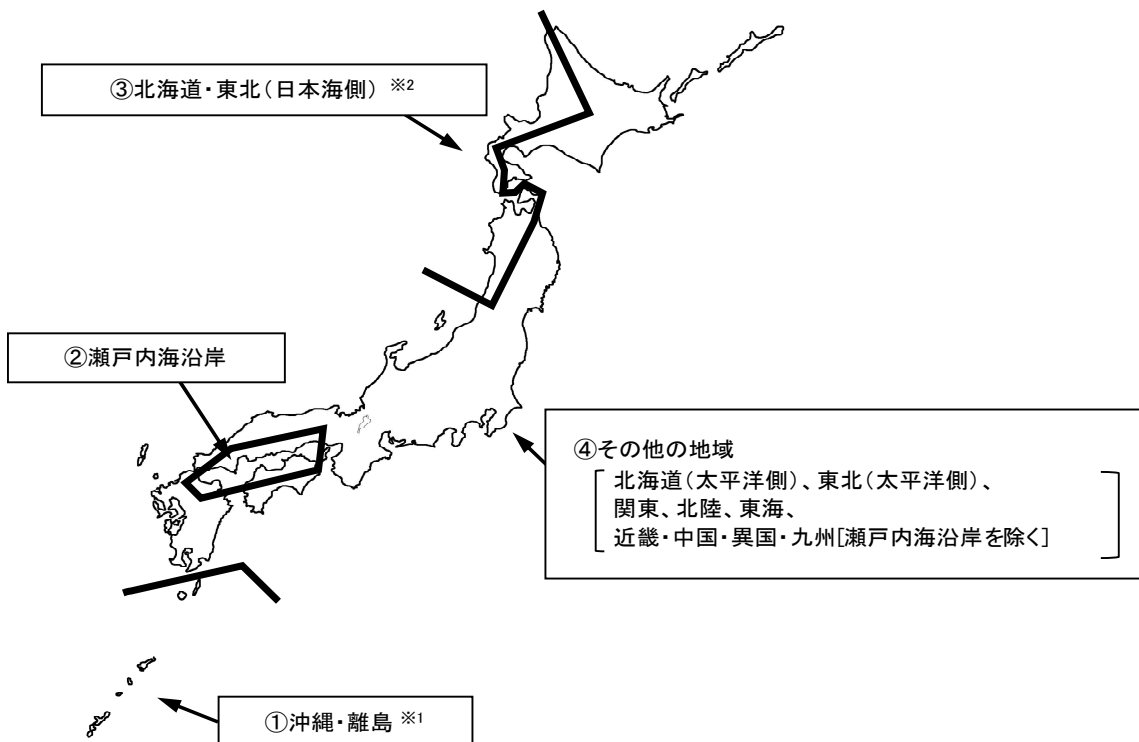 ③北海道・東北(日本海側) ※2
②瀬戸内海沿岸
④その他の地域
北海道(太平洋側)、東北(太平洋側)、
関東、北陸、東海、
近畿・中国・異国・九州[瀬戸内海沿岸を除く]
①沖縄・離島 ※1